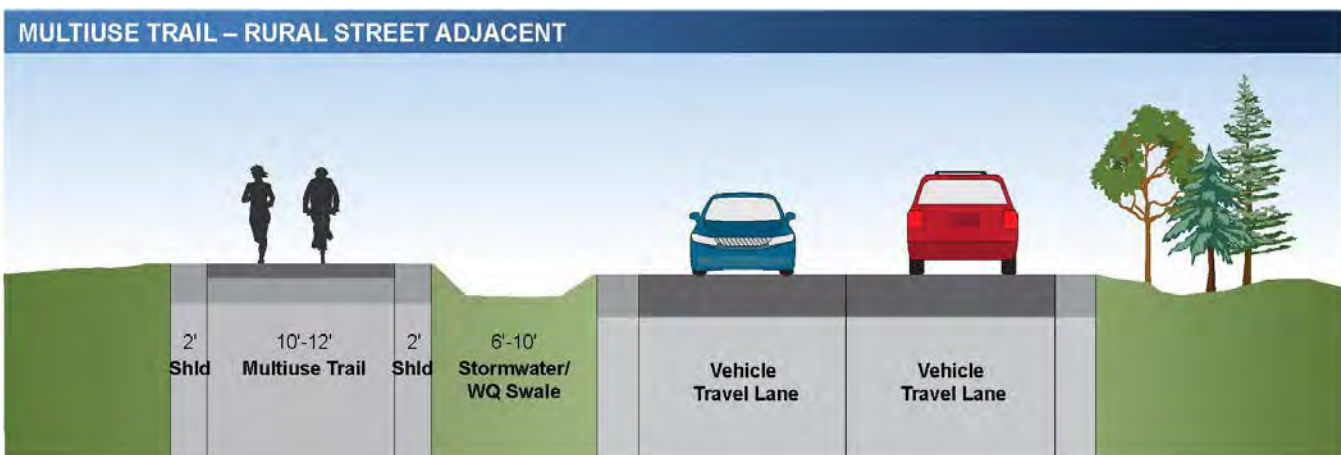 MULTIUSE TRAIL – RURAL STREET ADJACENT
2'
Shld
10'-12'
Multiuse Trail
2'
Shld
6'-10'
Stormwater/
WQ Swale
Vehicle
Travel Lane
Vehicle
Travel Lane